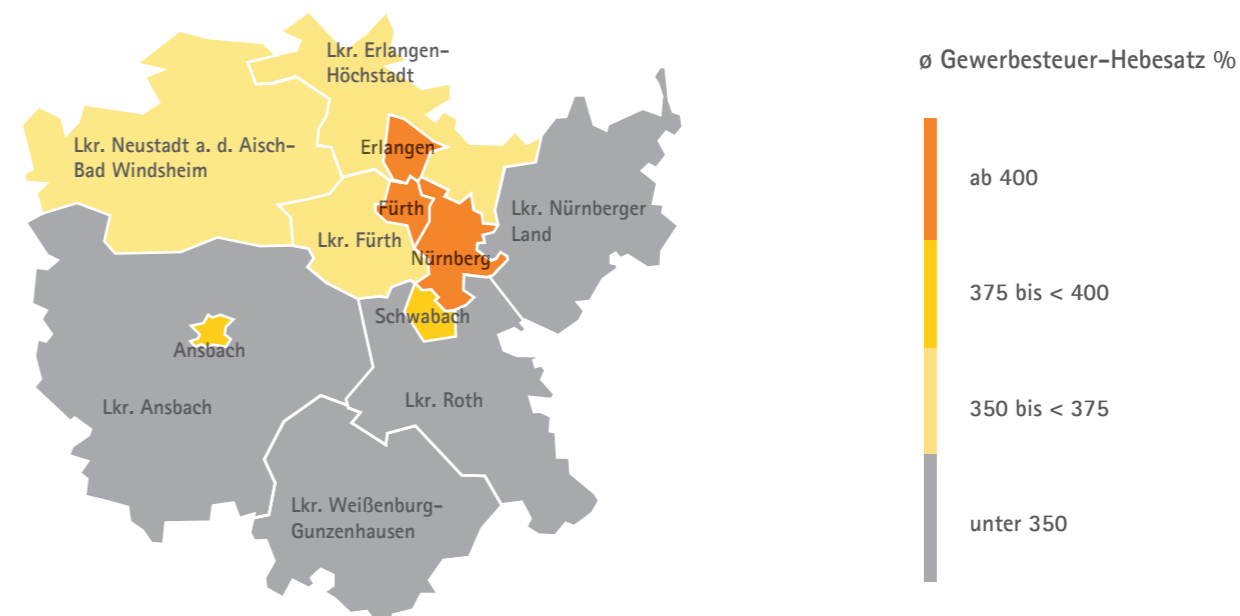 Lkr. Erlangen-
Höchstadt
Lkr. Neustadt a. d. Aisch-
Bad Windsheim
Erlangen
Fürth
Lkr. Fürth
Nürnberg
Lkr. Nürnberger
Land
Schwabach
Ansbach
Lkr. Ansbach
Lkr. Roth
Lkr. Weißenburg-
Gunzenhausen
ø Gewerbesteuer-Hebesatz %
ab 400
375 bis < 400
350 bis < 375
unter 350